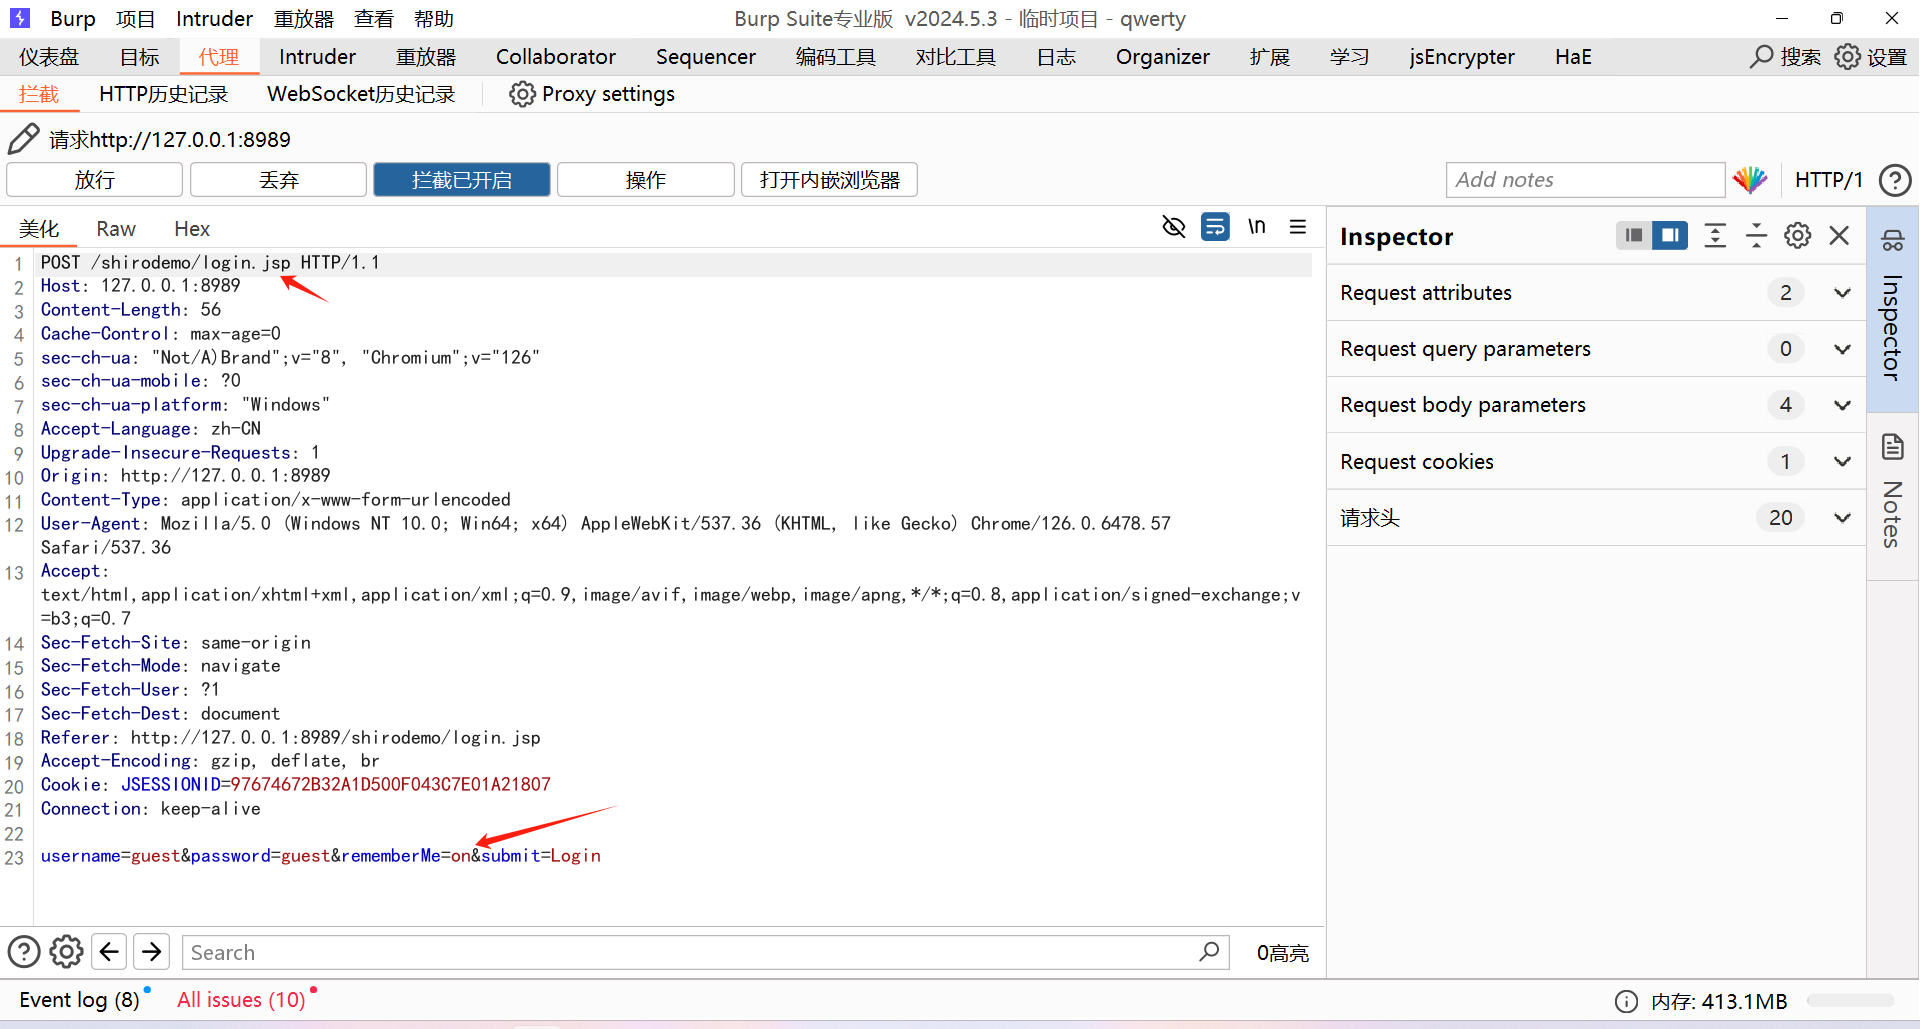 Burp 项目 Intruder 重放器 查看 帮助 Burp Suite专业版 v2024.5.3 - 临时项目 - qwerty
仪表盘 目标 代理 Intruder 重放器 Collaborator Sequencer 编码工具 对比工具 日志 Organizer 扩展 学习 jsEncrypter HaE 搜索 设置
拦截 HTTP历史记录 WebSocket历史记录 Proxy settings
请求http://127.0.0.1:8989
放行 丢弃 拦截已开启 操作 打开内嵌浏览器 Add notes HTTP/1
美化 Raw Hex \n
1 POST /shirodemo/login.jsp HTTP/1.1
2 Host: 127.0.0.1:8989
3 Content-Length: 56
4 Cache-Control: max-age=0
5 sec-ch-ua: "Not/A)Brand";v="8", "Chromium";v="126"
6 sec-ch-ua-mobile: ?0
7 sec-ch-ua-platform: "Windows"
8 Accept-Language: zh-CN
9 Upgrade-Insecure-Requests: 1
10 Origin: http://127.0.0.1:8989
11 Content-Type: application/x-www-form-urlencoded
12 User-Agent: Mozilla/5.0 (Windows NT 10.0; Win64; x64) AppleWebKit/537.36 (KHTML, like Gecko) Chrome/126.0.6478.57
Safari/537.36
13 Accept:
text/html,application/xhtml+xml,application/xml;q=0.9,image/avif,image/webp,image/apng,*/*;q=0.8,application/signed-exchange;v
=b3;q=0.7
14 Sec-Fetch-Site: same-origin
15 Sec-Fetch-Mode: navigate
16 Sec-Fetch-User: ?1
17 Sec-Fetch-Dest: document
18 Referer: http://127.0.0.1:8989/shirodemo/login.jsp
19 Accept-Encoding: gzip, deflate, br
20 Cookie: JSESSIONID=97674672B32A1D500F043C7E01A21807
21 Connection: keep-alive
22
23 username=guest&password=guest&rememberMe=on&submit=Login
Inspector
Request attributes 2
Request query parameters 0
Request body parameters 4
Request cookies 1
请求头 20
Inspector
Notes
Search 0高亮
Event log (8) All issues (10) 内存: 413.1MB